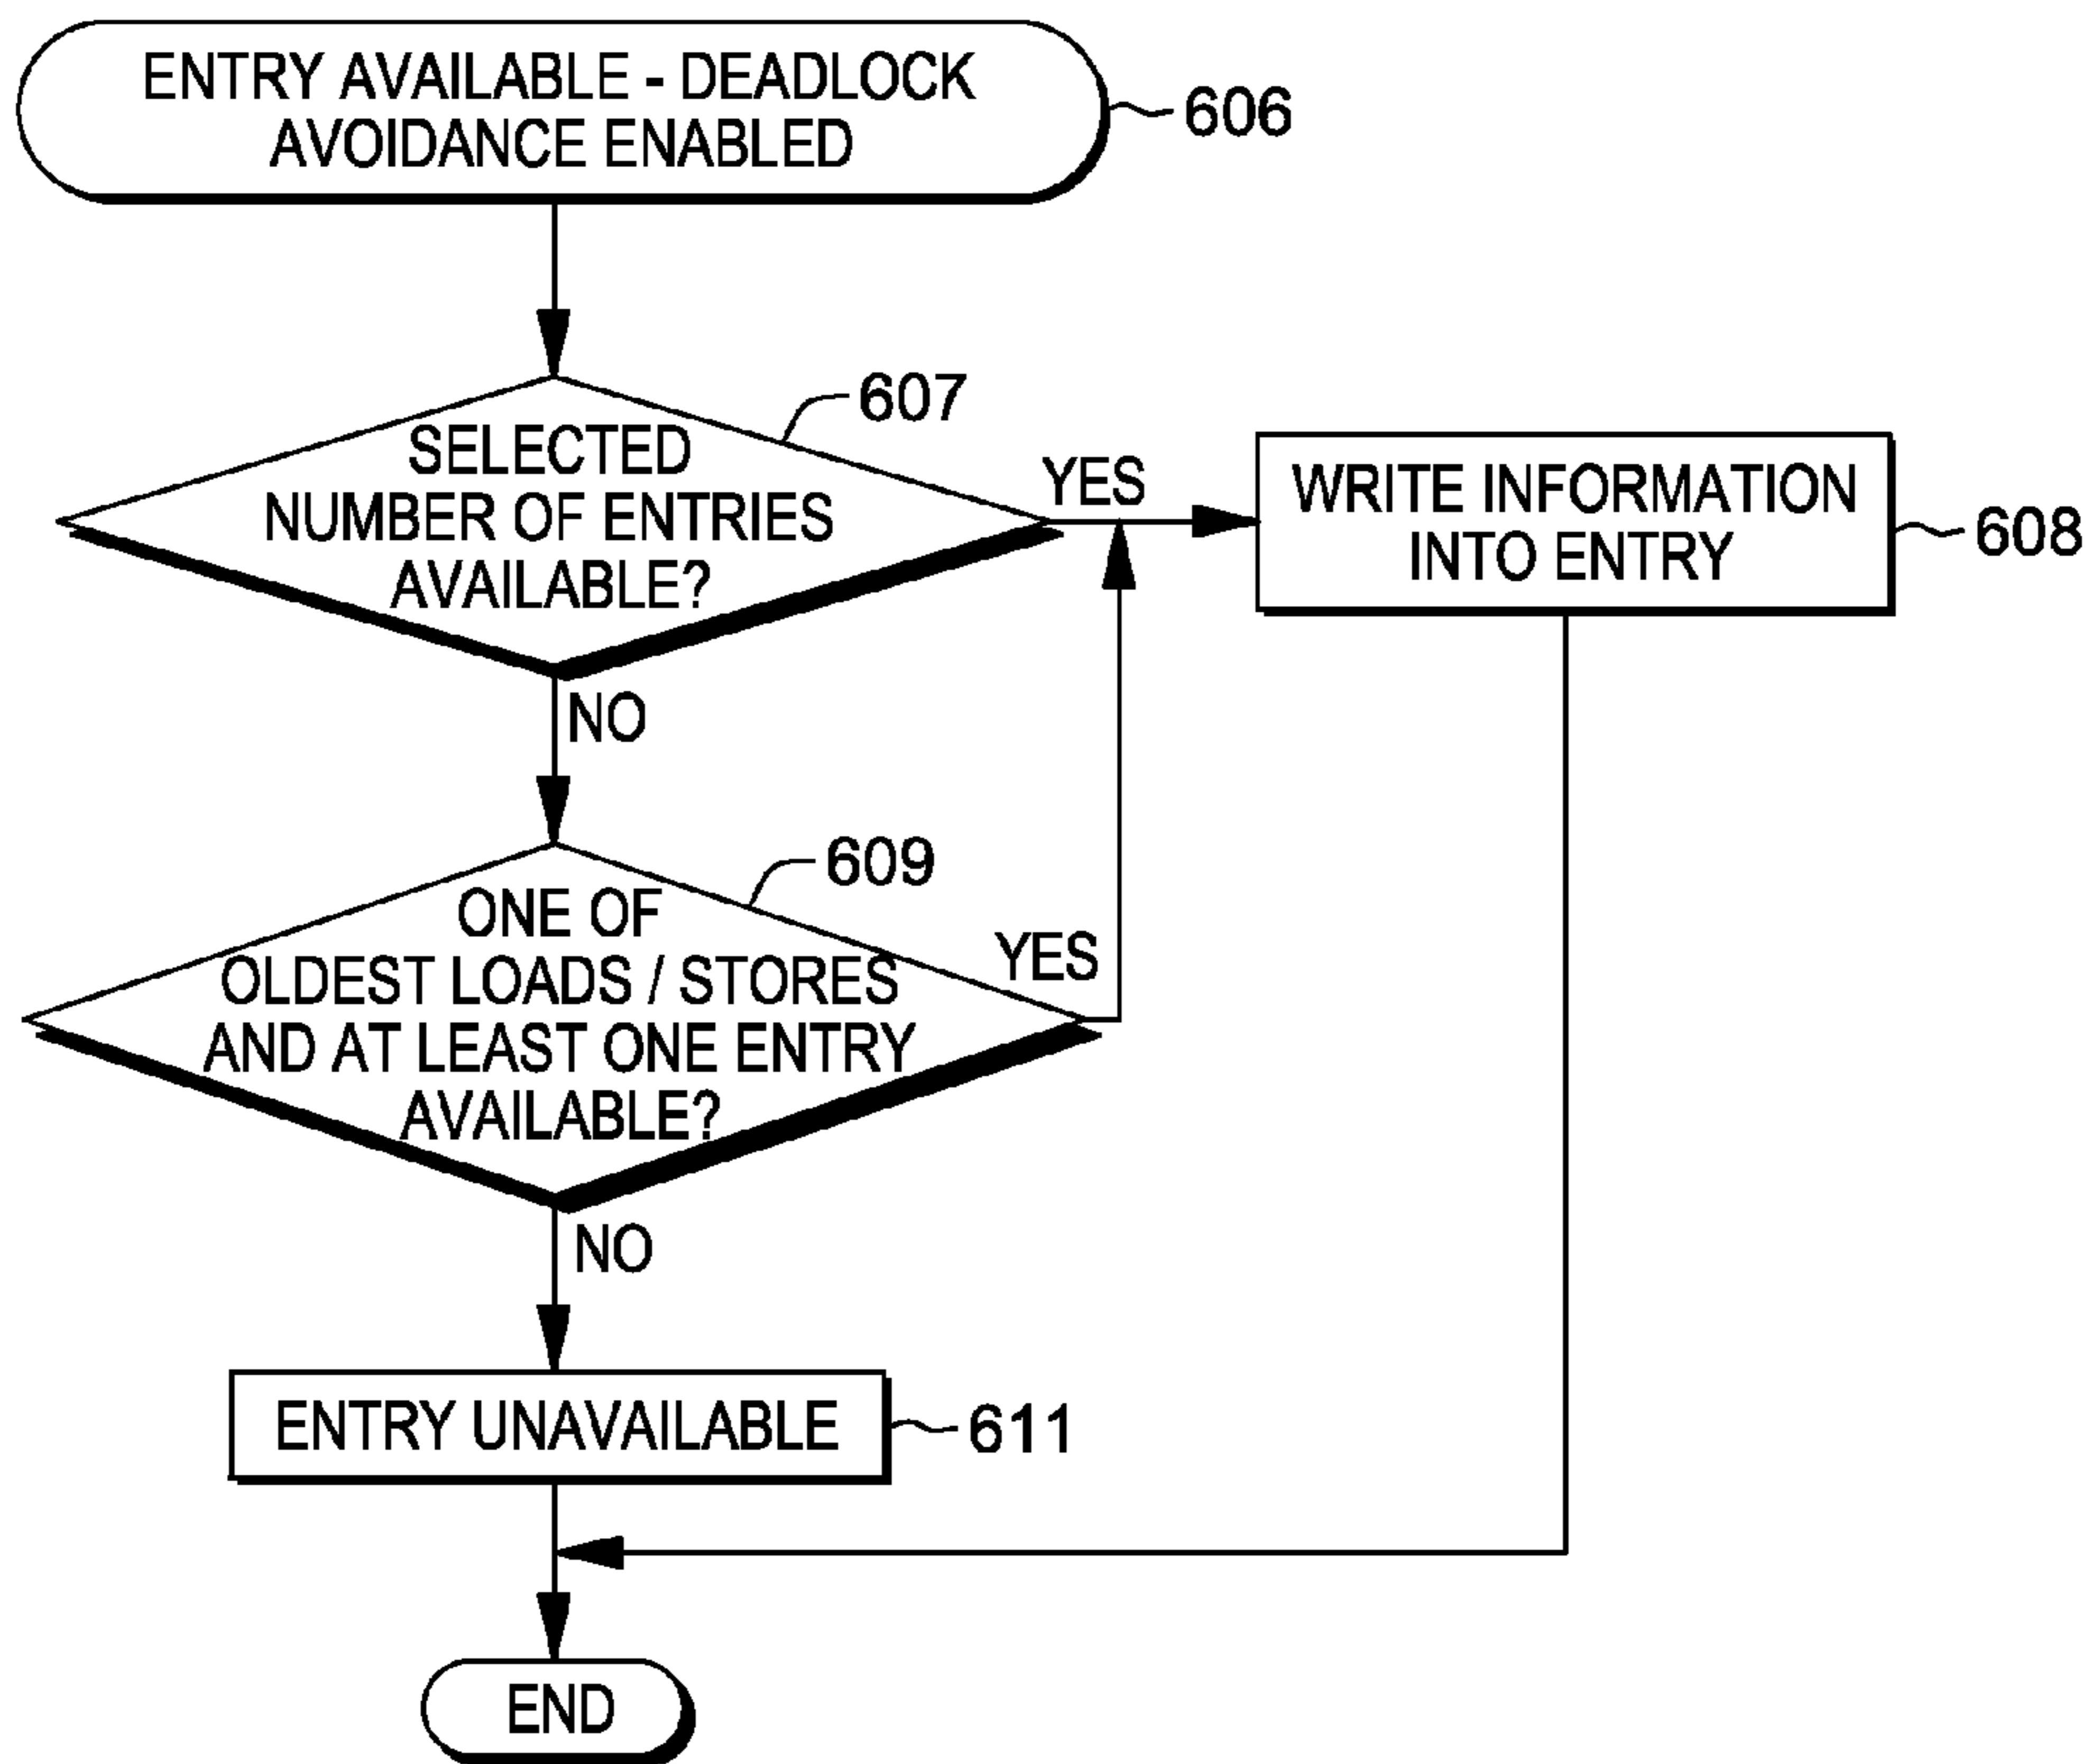 ENTRY AVAILABLE - DEADLOCK
AVOIDANCE ENABLED
606
607
SELECTED
NUMBER OF ENTRIES
AVAILABLE?
YES
WRITE INFORMATION
INTO ENTRY
608
NO
609
ONE OF
OLDEST LOADS / STORES
AND AT LEAST ONE ENTRY
AVAILABLE?
YES
NO
ENTRY UNAVAILABLE
611
END